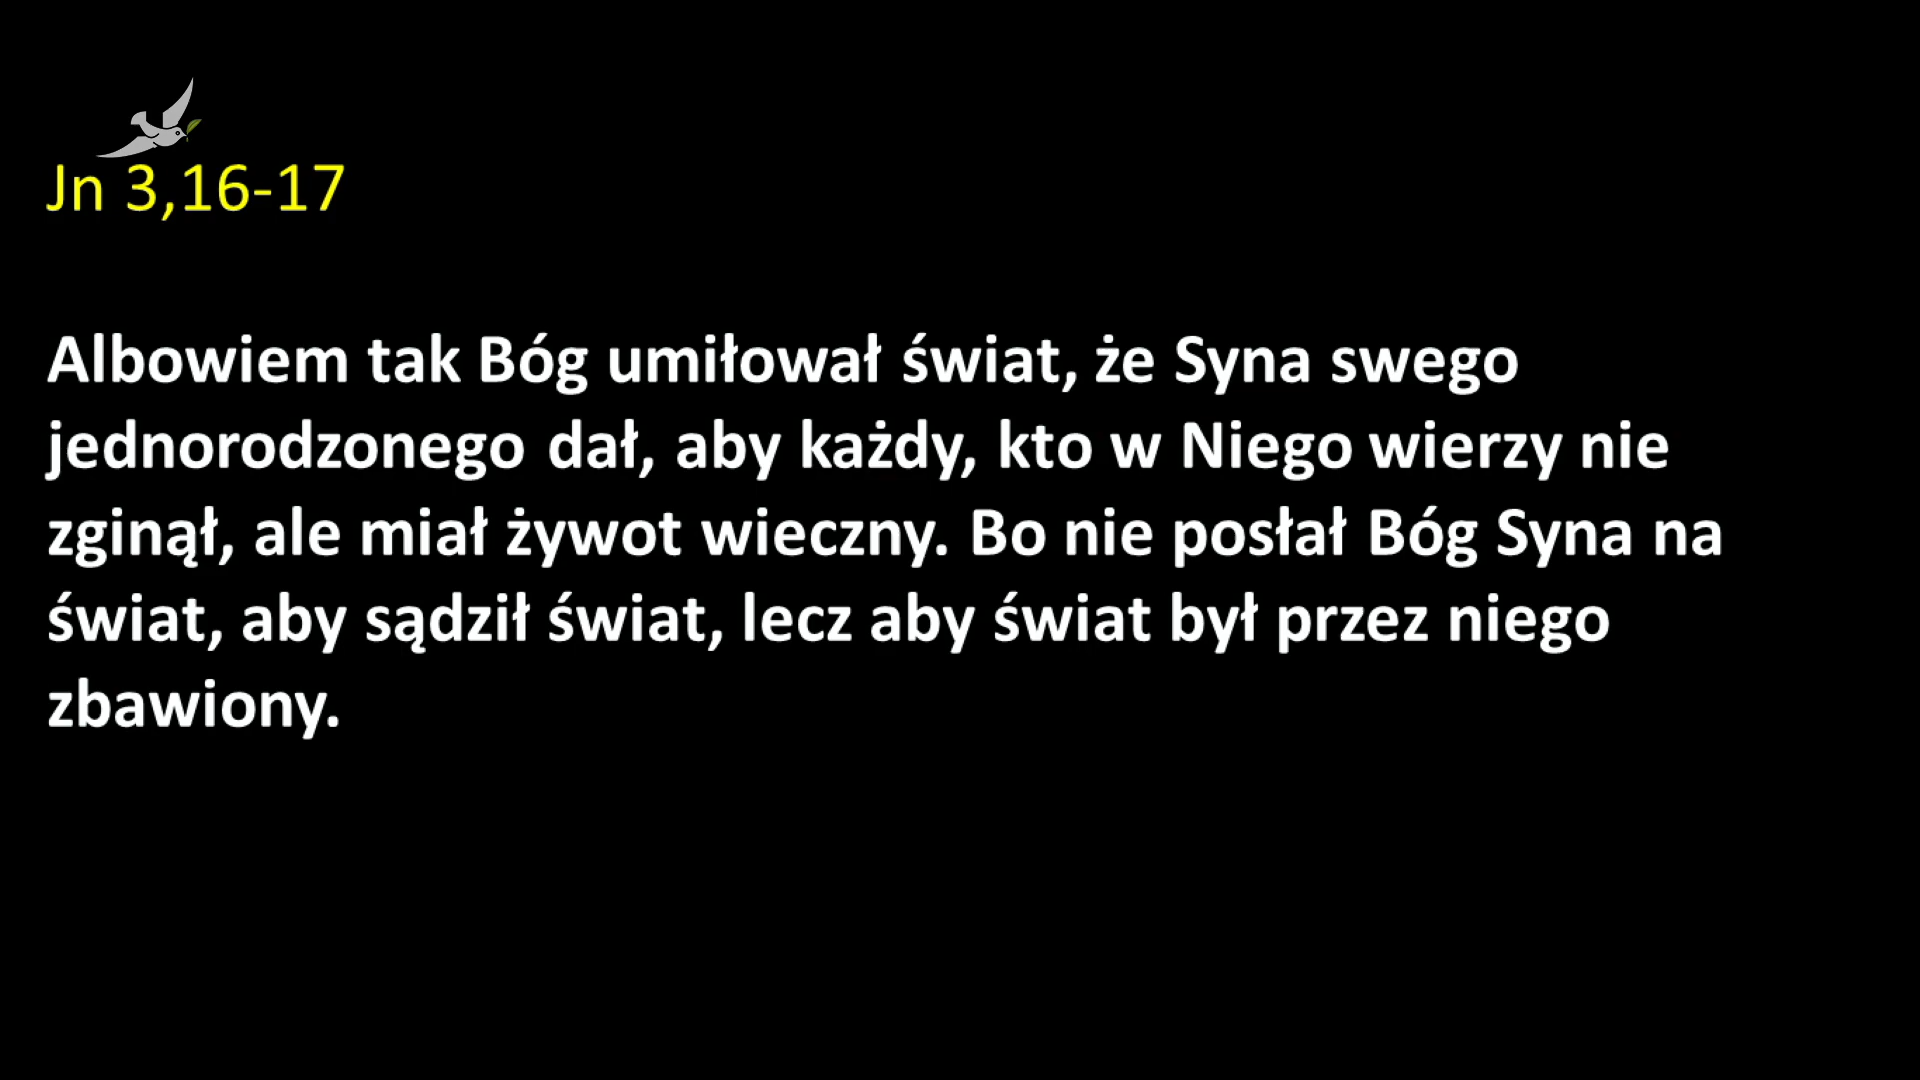 Jn 3,16-17
Albowiem tak Bóg umiłował świat, że Syna swego
jednorodzonego dał, aby każdy, kto w Niego wierzy nie
zginął, ale miał żywot wieczny. Bo nie posłał Bóg Syna na
świat, aby sądził świat, lecz aby świat był przez niego
zbawiony.